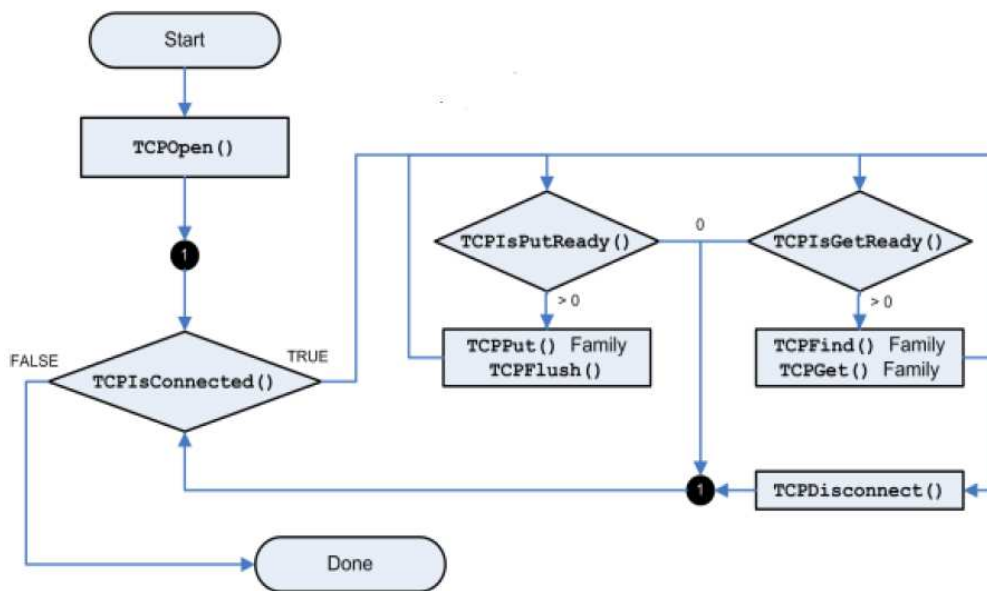 Start
TCPOpen()
1
FALSE
TCPIsConnected()
TRUE
TCPIsPutReady()
0
TCPIsGetReady()
> 0
TCPPut() Family
TCPFlush()
> 0
TCPFind() Family
TCPGet() Family
1
TCPDisconnect()
Done